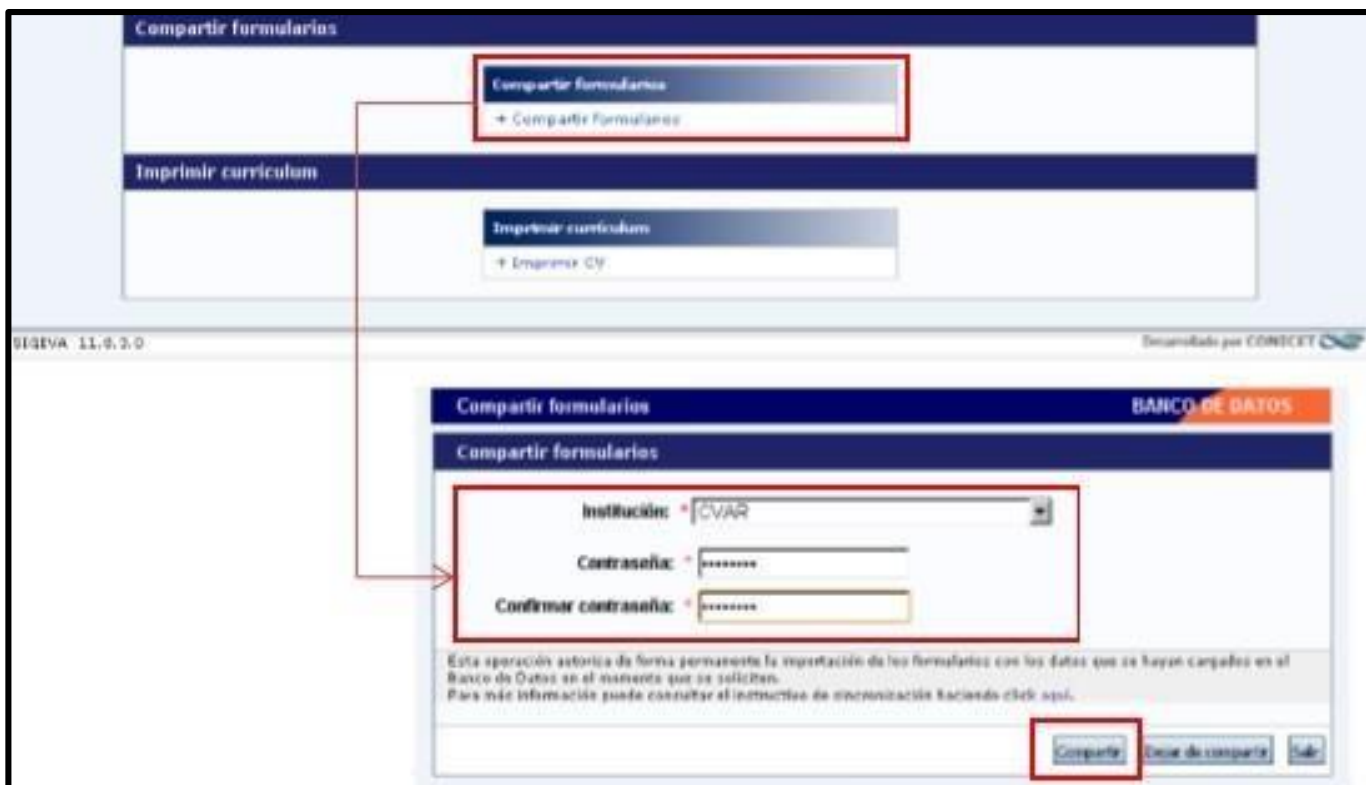 Compartir formularios
Compartir formularios
+ Compartir formularios
Imprimir curriculum
Imprimir curriculum
+ Imprimir CV
SIGEVA 11.6.3.0
Desarrollado por CONICET
Compartir formularios
BANCO DE DATOS
Compartir formularios
Institución: * CVAR
Contraseña: * ••••••••
Confirmar contraseña: * ••••••••
Esta operación autoriza de forma permanente la importación de los formularios con los datos que se hayan cargados en el
Banco de Datos en el momento que se soliciten.
Para más información puede consultar el instructivo de sincronización haciendo click aquí.
Compartir Dejar de compartir Salir